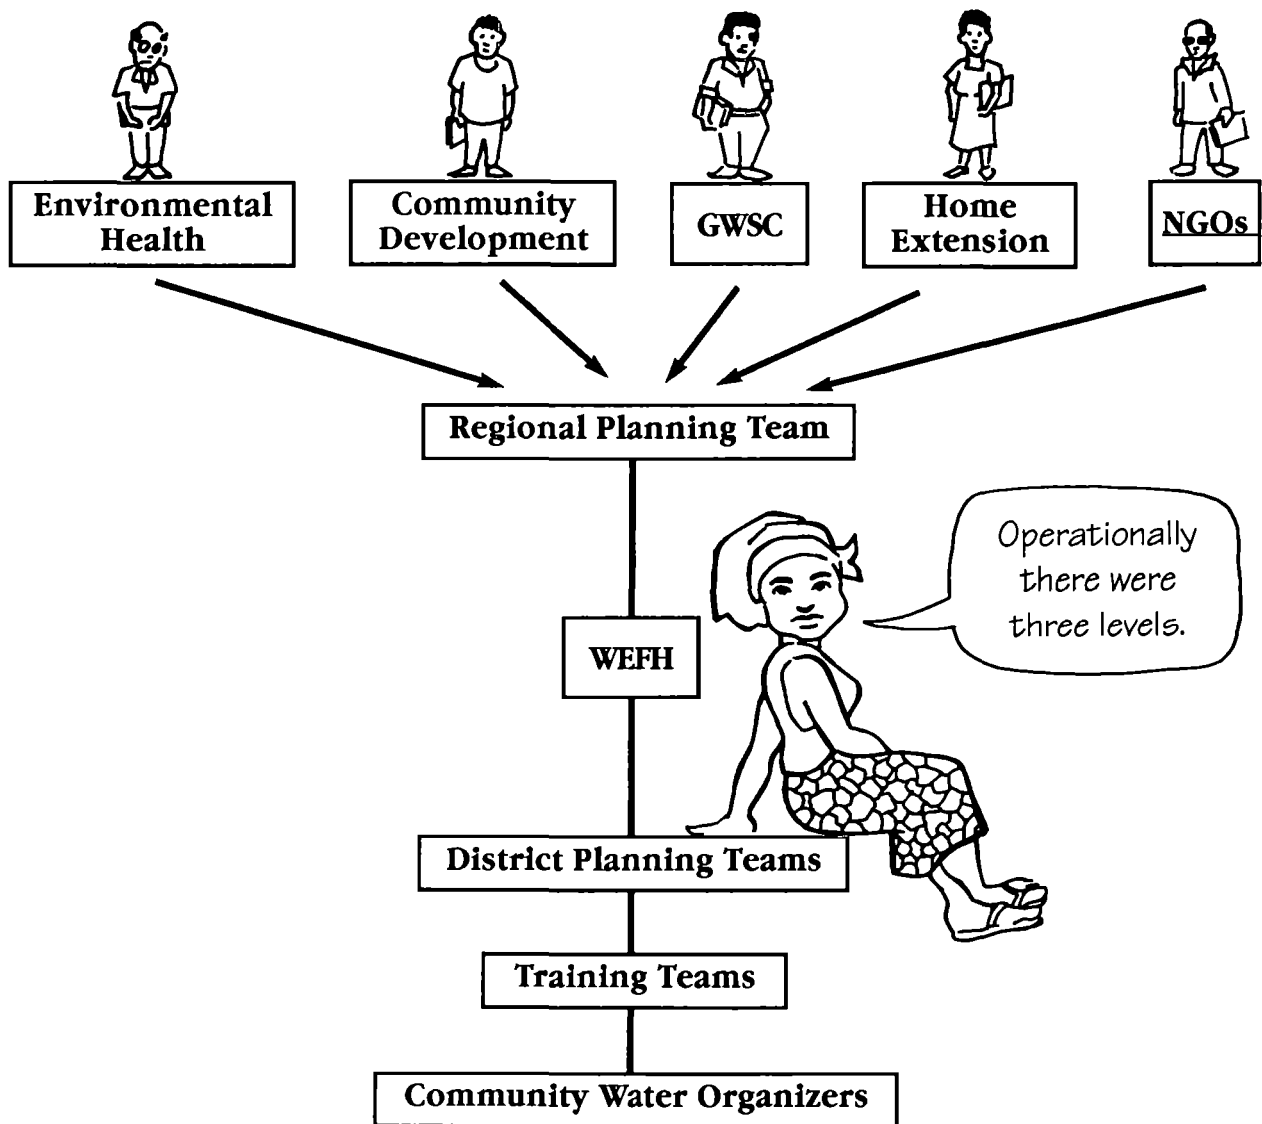 Environmental
Health
Community
Development
GWSC
Home
Extension
NGOs
Regional Planning Team
Operationally
there were
three levels.
WEFH
District Planning Teams
Training Teams
Community Water Organizers